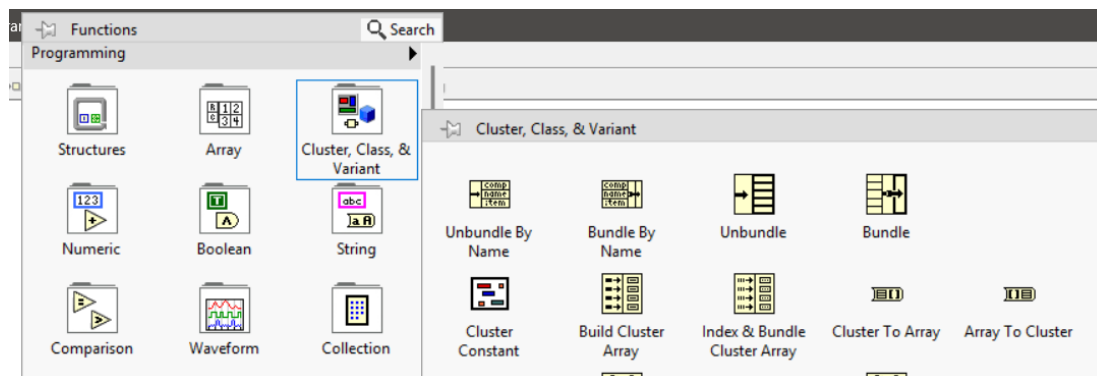 Functions
Search
Programming
Structures
Array
Cluster, Class, &
Variant
Numeric
Boolean
String
Comparison
Waveform
Collection
Cluster, Class, & Variant
Unbundle By
Name
Bundle By
Name
Unbundle
Bundle
Cluster
Constant
Build Cluster
Array
Index & Bundle
Cluster Array
Cluster To Array
Array To Cluster
123
abc